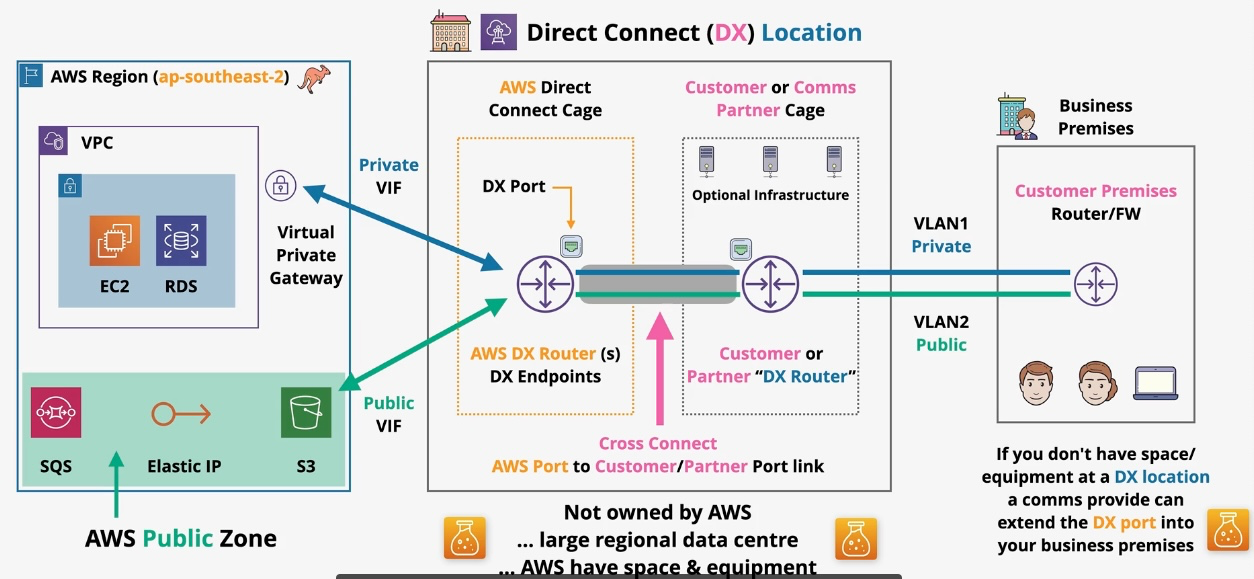 Direct Connect (DX) Location
AWS Region (ap-southeast-2)
VPC
EC2
RDS
Virtual
Private
Gateway
Private
VIF
Public
VIF
SQS
Elastic IP
S3
AWS Public Zone
AWS Direct
Connect Cage
DX Port
AWS DX Router (s)
DX Endpoints
Customer or Comms
Partner Cage
Optional Infrastructure
Customer or
Partner “DX Router”
Cross Connect
AWS Port to Customer/Partner Port link
Not owned by AWS
... large regional data centre
... AWS have space & equipment
VLAN1
Private
VLAN2
Public
Business
Premises
Customer Premises
Router/FW
If you don't have space/
equipment at a DX location
a comms provide can
extend the DX port into
your business premises